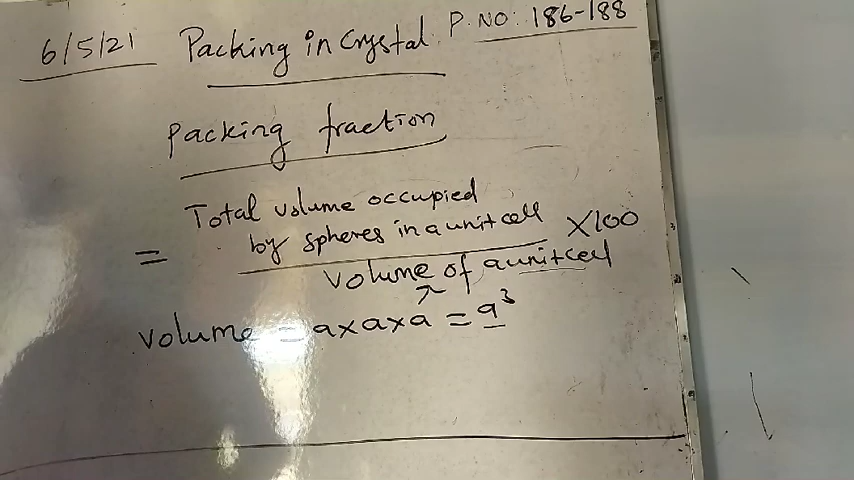 6/5/21 Packing in Crystal. P.NO: 186-188
Packing fraction
= Total volume occupied
by spheres in a unit cell X100
Volume of a unit cell
Volume = a x a x a = a³